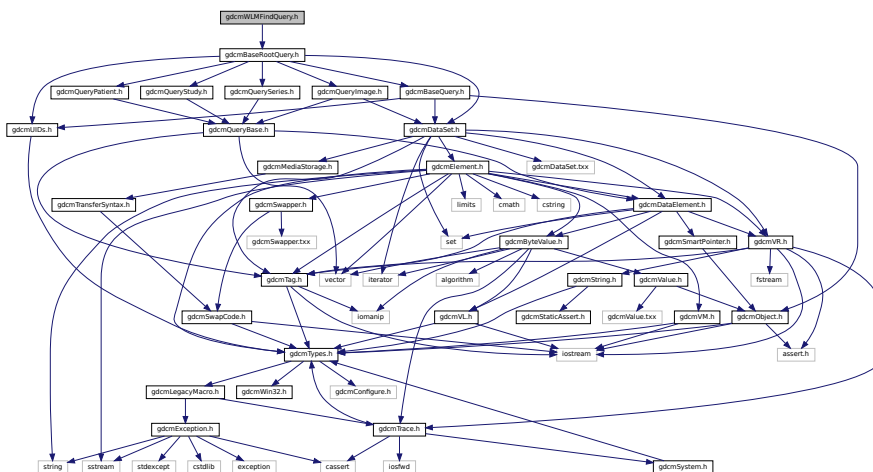 gdcmWLMFindQuery.h
gdcmBaseRootQuery.h
gdcmQueryPatient.h gdcmQueryStudy.h gdcmQuerySeries.h gdcmQueryImage.h gdcmBaseQuery.h
gdcmUIDs.h gdcmQueryBase.h gdcmDataSet.h
gdcmMediaStorage.h gdcmElement.h gdcmDataSet.txx
gdcmTransferSyntax.h gdcmSwapper.h limits cmath cstring gdcmDataElement.h
gdcmSwapper.txx set gdcmByteValue.h gdcmSmartPointer.h gdcmVR.h
gdcmTag.h vector iterator algorithm gdcmString.h gdcmValue.h fstream
gdcmSwapCode.h iomanip gdcmVL.h gdcmStaticAssert.h gdcmValue.txx gdcmVM.h gdcmObject.h
gdcmTypes.h iostream assert.h
gdcmLegacyMacro.h gdcmWin32.h gdcmConfigure.h
gdcmException.h gdcmTrace.h
string sstream stdexcept cstdlib exception cassert iosfwd gdcmSystem.h